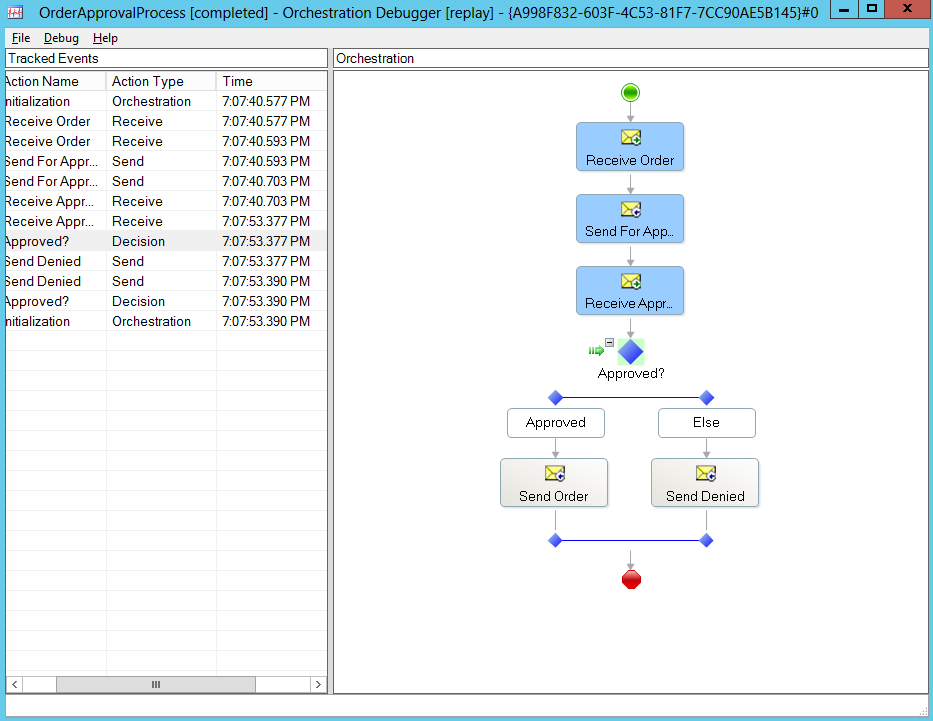 OrderApprovalProcess [completed] - Orchestration Debugger [replay] - {A998F832-603F-4C53-81F7-7CC90AE5B145}#0
File Debug Help
Tracked Events
Action Name Action Type Time
nitialization Orchestration 7:07:40.577 PM
Receive Order Receive 7:07:40.577 PM
Receive Order Receive 7:07:40.593 PM
Send For Appr... Send 7:07:40.593 PM
Send For Appr... Send 7:07:40.703 PM
Receive Appr... Receive 7:07:40.703 PM
Receive Appr... Receive 7:07:53.377 PM
Approved? Decision 7:07:53.377 PM
Send Denied Send 7:07:53.377 PM
Send Denied Send 7:07:53.390 PM
Approved? Decision 7:07:53.390 PM
nitialization Orchestration 7:07:53.390 PM
Orchestration
Receive Order
Send For App...
Receive Appr...
Approved?
Approved Else
Send Order Send Denied